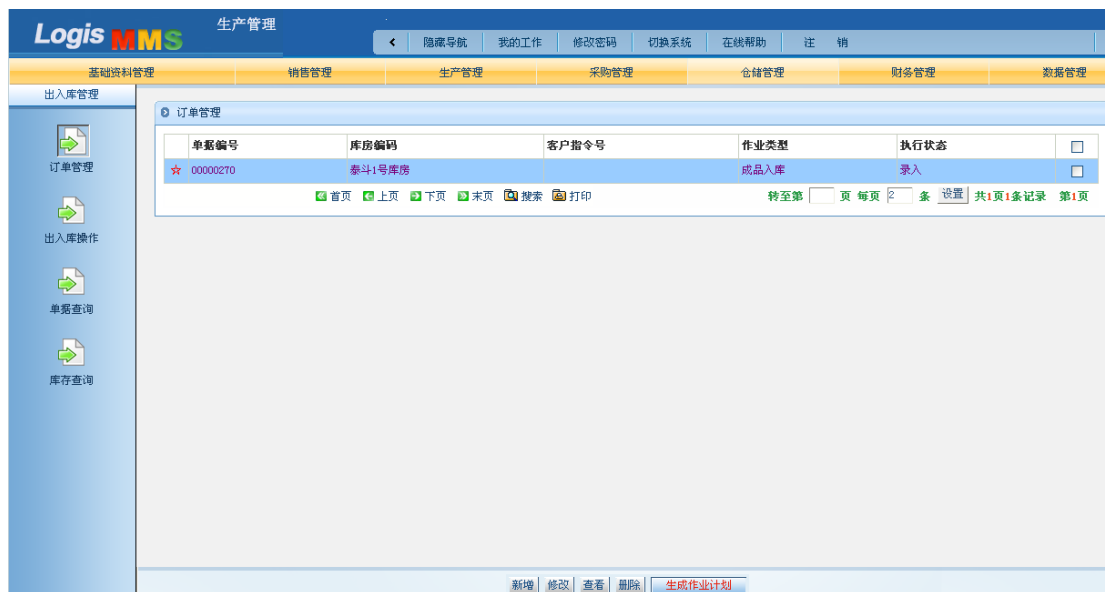 Logis MMS
生产管理
隐藏导航 我的工作 修改密码 切换系统 在线帮助 注 销
基础资料管理 销售管理 生产管理 采购管理 仓储管理 财务管理 数据管理
出入库管理
订单管理
出入库操作
单据查询
库存查询
订单管理
单据编号 库房编码 客户指令号 作业类型 执行状态
00000270 泰斗1号库房 成品入库 录入
首页 上页 下页 末页 搜索 打印 转至第 页 每页 2 条 设置 共1页1条记录 第1页
新增 修改 查看 删除 生成作业计划